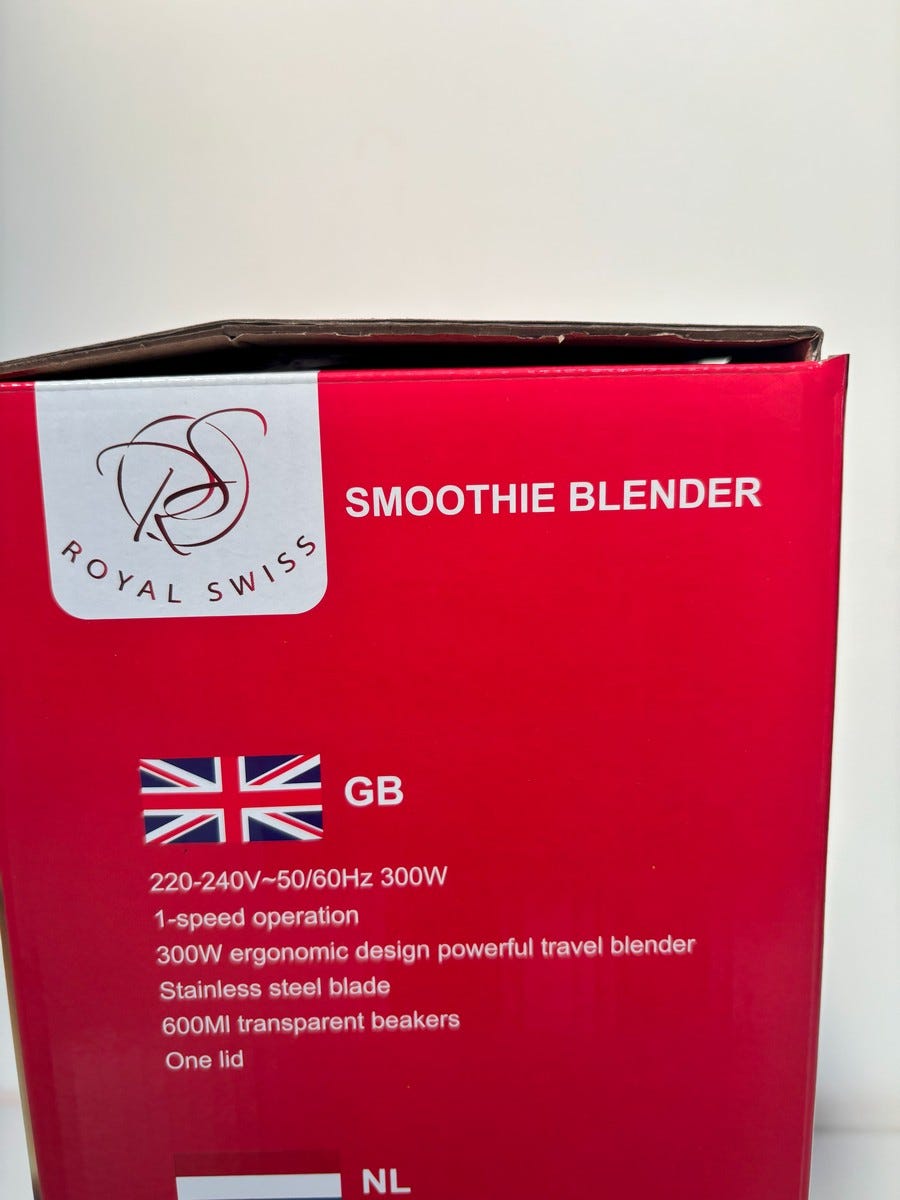 ROYAL SWISS
SMOOTHIE BLENDER
GB
220-240V~50/60Hz 300W
1-speed operation
300W ergonomic design powerful travel blender
Stainless steel blade
600Ml transparent beakers
One lid
NL